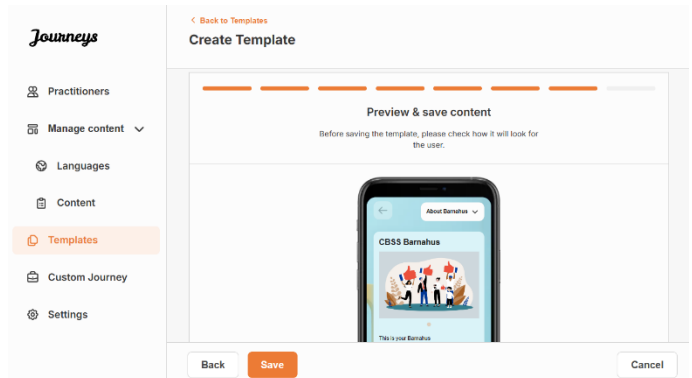 Journeys
Practitioners
Manage content
Languages
Content
Templates
Custom Journey
Settings
Back to Templates
Create Template
Preview & save content
Before saving the template, please check how it will look for
the user.
About Barnahus
CBSS Barnahus
This is your Barnahus
Back
Save
Cancel